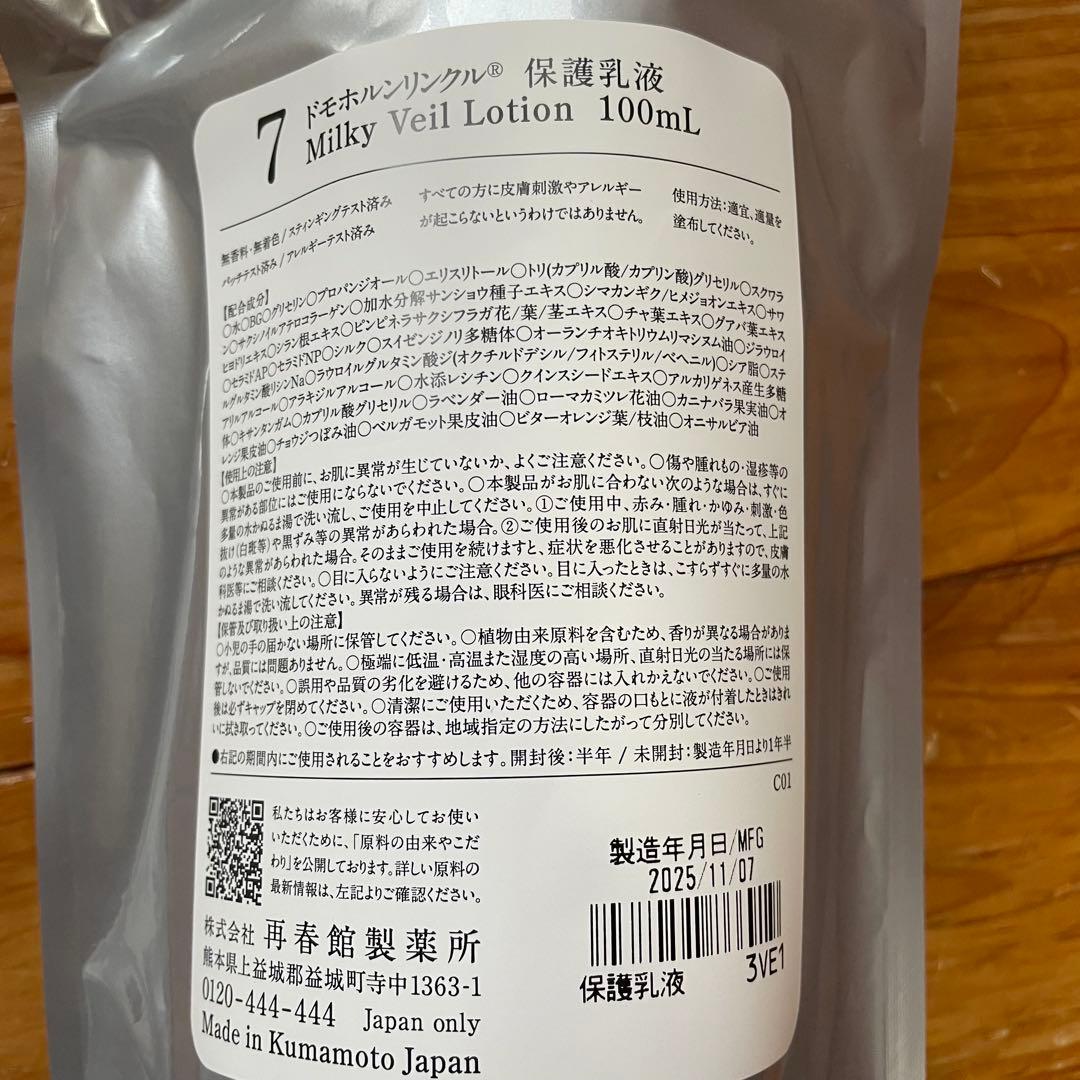 7
ドモホルンリンクル® 保護乳液
Milky Veil Lotion 100mL
無香料・無着色/スティンギングテスト済み
パッチテスト済み/アレルギーテスト済み
すべての方に皮膚刺激やアレルギー
が起こらないというわけではありません。
使用方法:適宜、適量を
塗布してください。
【配合成分】
○水○BG○グリセリン○プロパンジオール○エリスリトール○トリ(カプリル酸/カプリン酸)グリセリル○スクワラ
ン○サクシノイルアテロコラーゲン○加水分解サンショウ種子エキス○シマカンギク/ヒメジョオンエキス○サワ
ヒヨドリエキス○シラン根エキス○ピンピネラサクシフラガ花/葉/茎エキス○チャ葉エキス○グアバ葉エキス
○セラミドAP○セラミドNP○シルク○スイゼンジノリ多糖体○オーランチオキトリウムリマシヌム油○ジラウロイ
ルグルタミン酸リシンNa○ラウロイルグルタミン酸ジ(オクチルドデシル/フィトステリル/ベヘニル)○シア脂○ステ
アリルアルコール○アラキジルアルコール○水添レシチン○クインスシードエキス○アルカリゲネス産生多糖
体○キサンタンガム○カプリル酸グリセリル○ラベンダー油○ローマカミツレ花油○カニナバラ果実油○オ
レンジ果皮油○チョウジつぼみ油○ベルガモット果皮油○ビターオレンジ葉/枝油○オニサルビア油
【使用上の注意】
○本製品のご使用前に、お肌に異常が生じていないか、よくご注意ください。○傷や腫れもの・湿疹等の
異常がある部位にはご使用にならないでください。○本製品がお肌に合わない次のような場合は、すぐに
多量の水かぬるま湯で洗い流し、ご使用を中止してください。①ご使用中、赤み・腫れ・かゆみ・刺激・色
抜け(白斑等)や黒ずみ等の異常があらわれた場合。②ご使用後のお肌に直射日光が当たって、上記
のような異常があらわれた場合。そのままご使用を続けますと、症状を悪化させることがありますので、皮膚
科医等にご相談ください。○目に入らないようにご注意ください。目に入ったときは、こすらずすぐに多量の水
かぬるま湯で洗い流してください。異常が残る場合は、眼科医にご相談ください。
【保管及び取り扱い上の注意】
○小児の手の届かない場所に保管してください。○植物由来原料を含むため、香りが異なる場合がありま
すが、品質には問題ありません。○極端に低温・高温また湿度の高い場所、直射日光の当たる場所には保
管しないでください。○誤用や品質の劣化を避けるため、他の容器には入れかえないでください。○ご使用
後は必ずキャップを閉めてください。○清潔にご使用いただくため、容器の口もとに液が付着したときはきれ
いに拭き取ってください。○ご使用後の容器は、地域指定の方法にしたがって分別してください。
●右記の期間内にご使用されることをおすすめします。開封後:半年 / 未開封:製造年月日より1年半
C01
私たちはお客様に安心してお使い
いただくために、「原料の由来やこだ
わり」を公開しております。詳しい原料の
最新情報は、左記よりご確認ください。
製造年月日/MFG
2025/11/07
保護乳液 3VE1
株式会社 再春館製薬所
熊本県上益城郡益城町寺中1363-1
0120-444-444 Japan only
Made in Kumamoto Japan